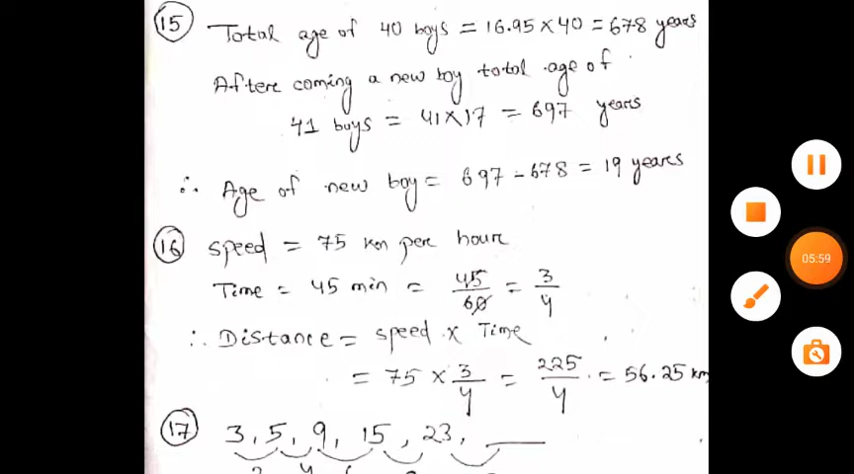 15 Total age of 40 boys = 16.95 × 40 = 678 years
After coming a new boy total age of
41 boys = 41 × 17 = 697 years
∴ Age of new boy = 697 - 678 = 19 years
16 speed = 75 km per hour
Time = 45 min = 45/60 = 3/4
∴ Distance = speed × Time
= 75 × 3/4 = 225/4 = 56.25 km
17 3, 5, 9, 15, 23, ___
05:59